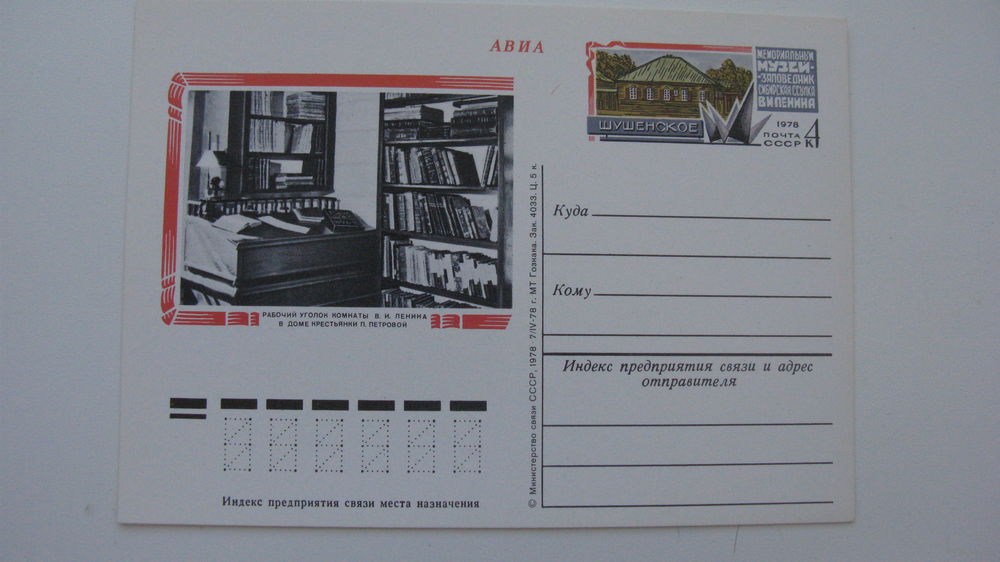 АВИА
МЕМОРИАЛЬНЫЙ
МУЗЕЙ-
-ЗАПОВЕДНИК
СИБИРСКАЯ ССЫЛКА
В.И.ЛЕНИНА
ШУШЕНСКОЕ
1978
ПОЧТА
СССР 4
К
РАБОЧИЙ УГОЛОК КОМНАТЫ В. И. ЛЕНИНА
В ДОМЕ КРЕСТЬЯНКИ П. ПЕТРОВОЙ
Куда
Кому
Индекс предприятия связи и адрес
отправителя
Индекс предприятия связи места назначения
© Министерство связи СССР, 1978 7/IV-78 г. МТ Гознака. Зак. 4033. Ц. 5 к.